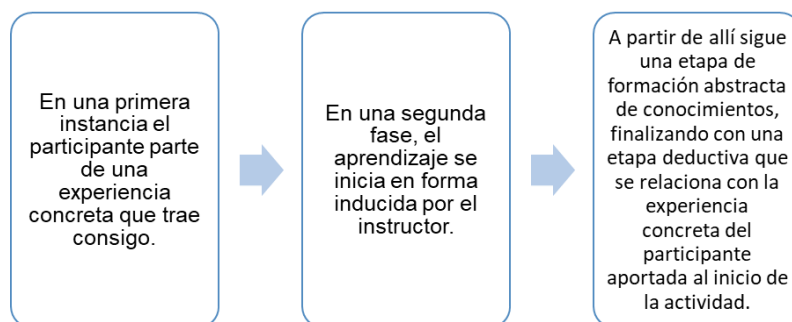 En una primera
instancia el
participante parte
de una
experiencia
concreta que trae
consigo.
En una segunda
fase, el
aprendizaje se
inicia en forma
inducida por el
instructor.
A partir de allí sigue
una etapa de
formación abstracta
de conocimientos,
finalizando con una
etapa deductiva que
se relaciona con la
experiencia
concreta del
participante
aportada al inicio de
la actividad.